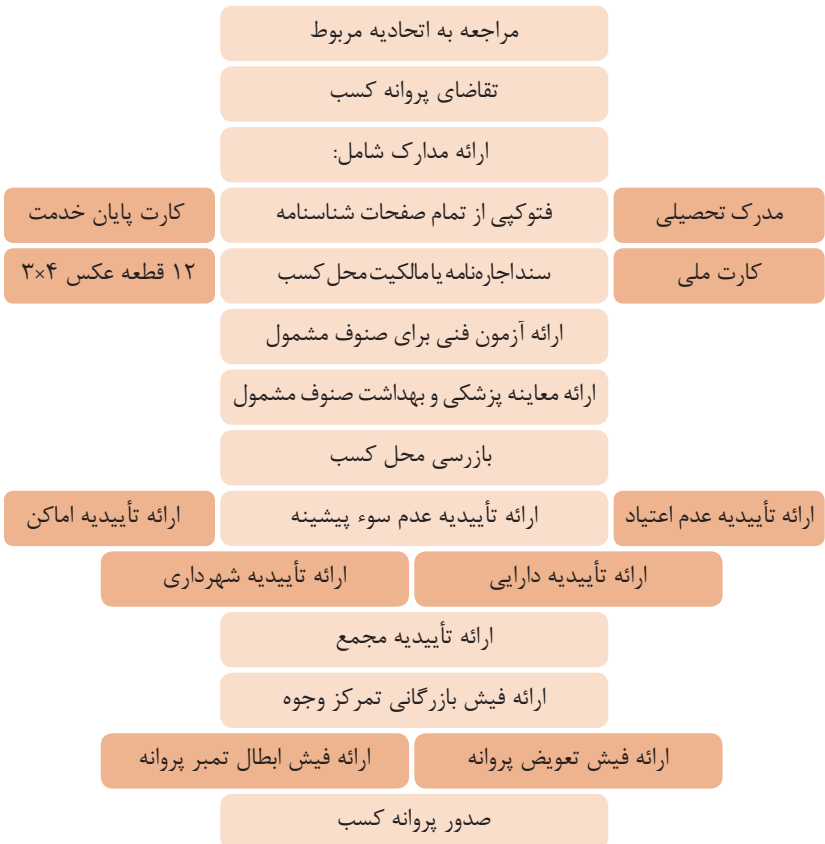 مراجعه به اتحادیه مربوط
تقاضای پروانه کسب
ارائه مدارک شامل:
مدرک تحصیلی
فتوکپی از تمام صفحات شناسنامه
کارت پایان خدمت
کارت ملی
سند اجاره‌نامه یا مالکیت محل کسب
۱۲ قطعه عکس ۴×۳
ارائه آزمون فنی برای صنوف مشمول
ارائه معاینه پزشکی و بهداشت صنوف مشمول
بازرسی محل کسب
ارائه تأییدیه عدم اعتیاد
ارائه تأییدیه عدم سوء پیشینه
ارائه تأییدیه اماکن
ارائه تأییدیه دارایی
ارائه تأییدیه شهرداری
ارائه تأییدیه مجمع
ارائه فیش بازرگانی تمرکز وجوه
ارائه فیش تعویض پروانه
ارائه فیش ابطال تمبر پروانه
صدور پروانه کسب